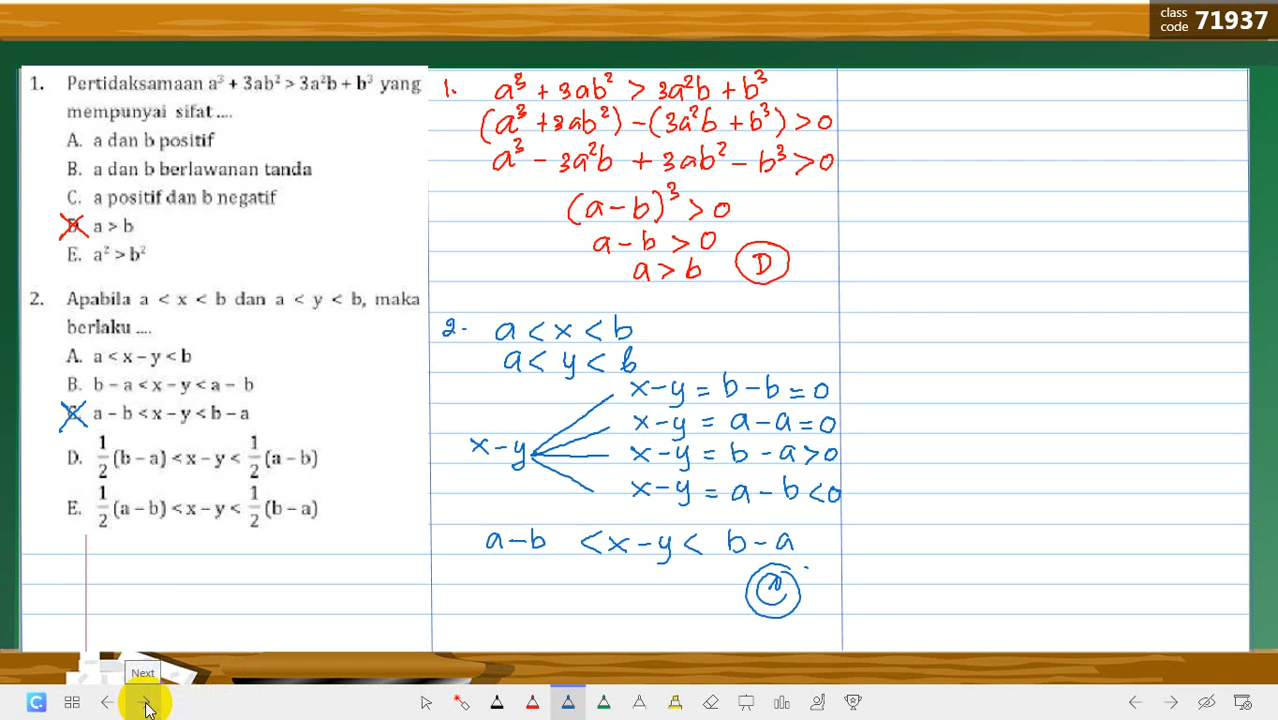 class
code 71937
1. Pertidaksamaan a³ + 3ab² > 3a²b + b³ yang
mempunyai sifat ....
A. a dan b positif
B. a dan b berlawanan tanda
C. a positif dan b negatif
D. a > b
E. a² > b²
2. Apabila a < x < b dan a < y < b, maka
berlaku ....
A. a < x – y < b
B. b – a < x – y < a – b
C. a – b < x – y < b – a
D. 1/2 (b – a) < x – y < 1/2 (a – b)
E. 1/2 (a – b) < x – y < 1/2 (b – a)
1. a³ + 3ab² > 3a²b + b³
(a³ + 3ab²) - (3a²b + b³) > 0
a³ - 3a²b + 3ab² - b³ > 0
(a - b)³ > 0
a - b > 0
a > b D
2. a < x < b
a < y < b
x-y = b - b = 0
x-y = a - a = 0
x-y
x-y = b - a > 0
x-y = a - b < 0
a-b < x-y < b-a
C
Next